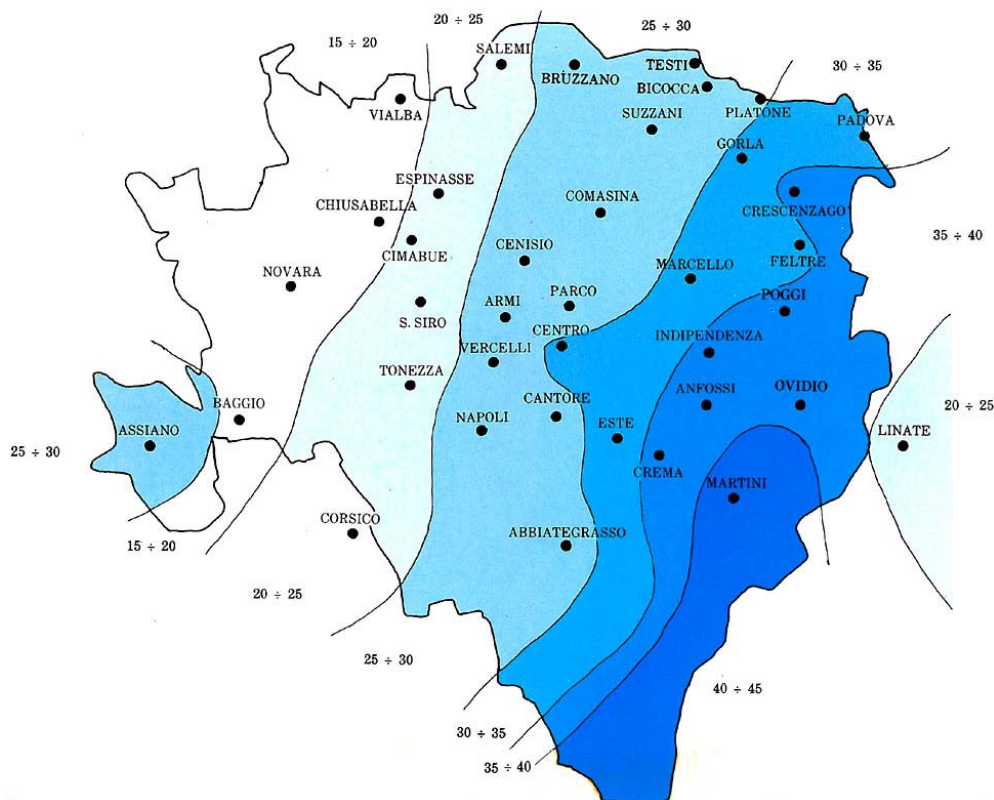 20 ÷ 25
25 ÷ 30
15 ÷ 20
SALEMI
BRUZZANO
TESTI
30 ÷ 35
BICOCCA
VIALBA
SUZZANI
PLATONE
PADOVA
GORLA
ESPINASSE
CHIUSABELLA
COMASINA
CRESCENZAGO
35 ÷ 40
CIMABUE
CENISIO
FELTRE
NOVARA
MARCELLO
PARCO
POGGI
ARMI
S. SIRO
CENTRO
INDIPENDENZA
VERCELLI
TONEZZA
ANFOSSI
OVIDIO
CANTORE
BAGGIO
20 ÷ 25
NAPOLI
ESTE
ASSIANO
LINATE
25 ÷ 30
CREMA
MARTINI
CORSICO
ABBIATEGRASSO
15 ÷ 20
20 ÷ 25
25 ÷ 30
40 ÷ 45
30 ÷ 35
35 ÷ 40